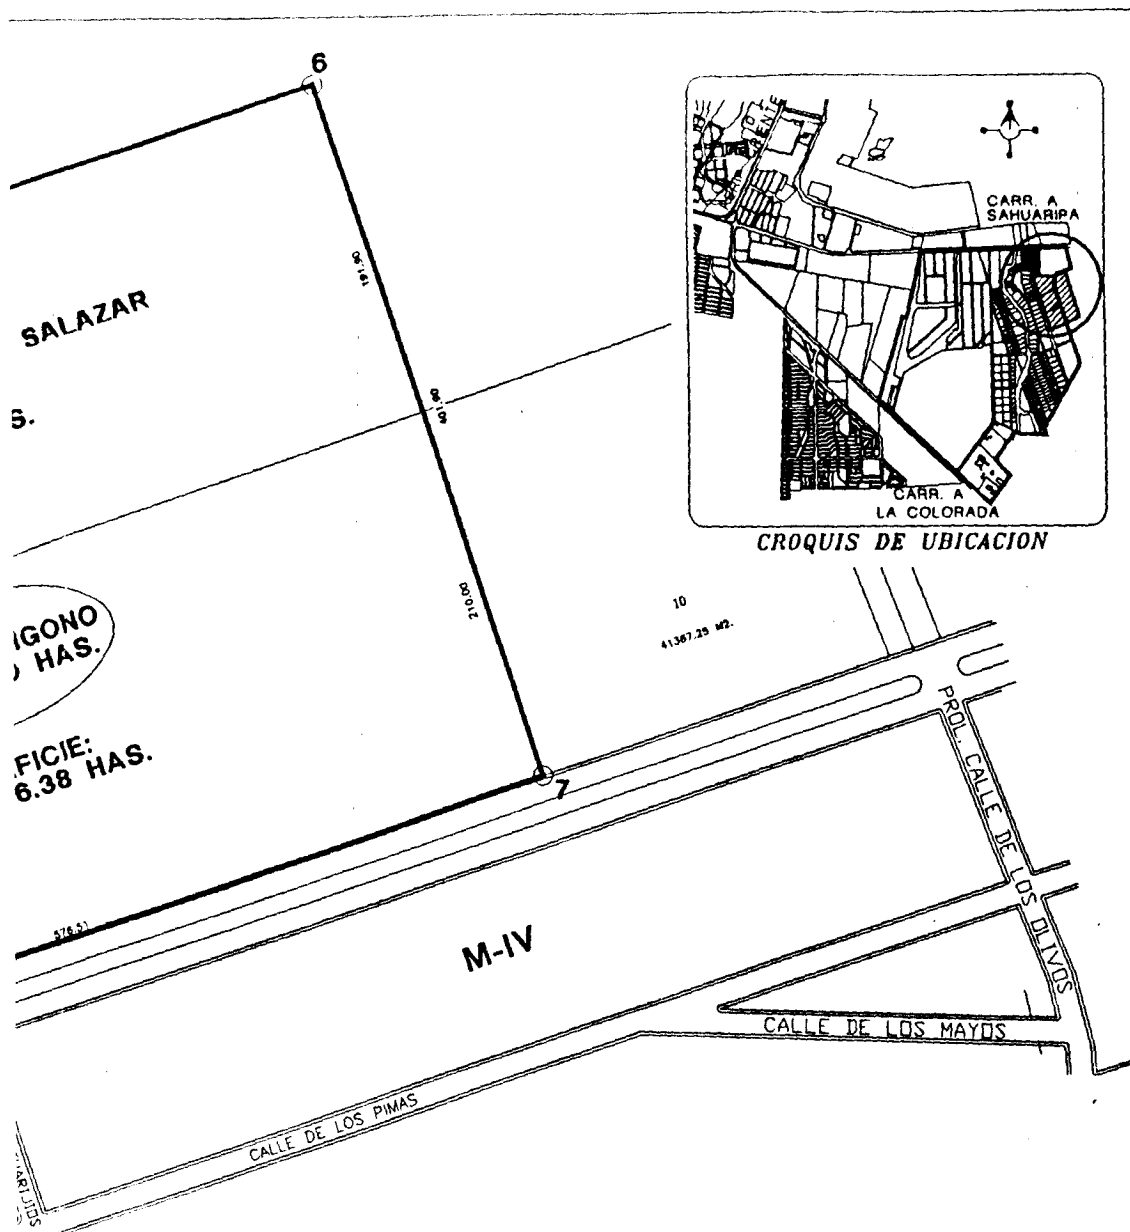 6
191.90
SALAZAR
S.
401.90
210.00
IGONO
HAS.
FICIE:
6.38 HAS.
7
576.51
10
41367.25 M2.
M-IV
PROL. CALLE DE LOS OLIVOS
CALLE DE LOS MAYOS
CALLE DE LOS PIMAS
CARR. A
SAHUARIPA
CARR. A
LA COLORADA
CROQUIS DE UBICACION